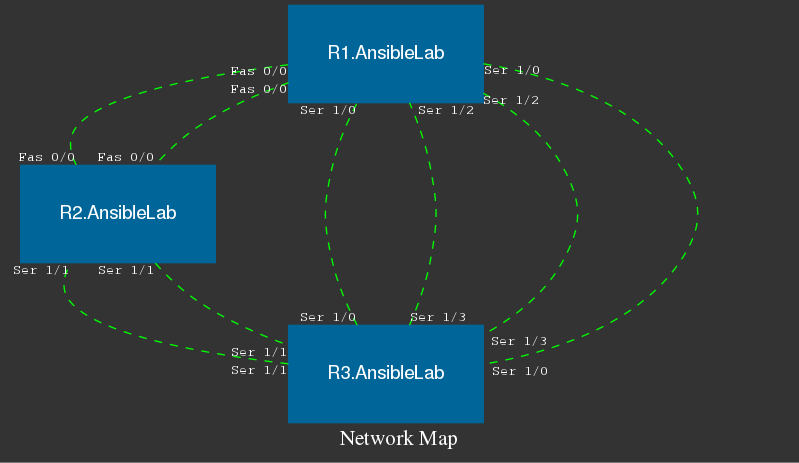 R1.AnsibleLab
Fas 0/0
Ser 1/0
Fas 0/0
Ser 1/2
Ser 1/0
Ser 1/2
Fas 0/0
Fas 0/0
R2.AnsibleLab
Ser 1/1
Ser 1/1
Ser 1/0
Ser 1/3
Ser 1/3
Ser 1/1
Ser 1/1
Ser 1/0
R3.AnsibleLab
Network Map